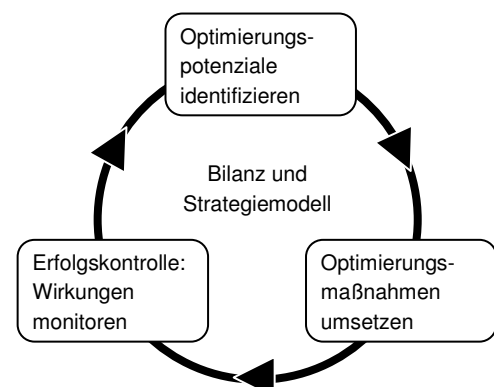 Optimierungs-
potenziale
identifizieren
Bilanz und
Strategiemodell
Erfolgskontrolle:
Wirkungen
monitoren
Optimierungs-
maßnahmen
umsetzen